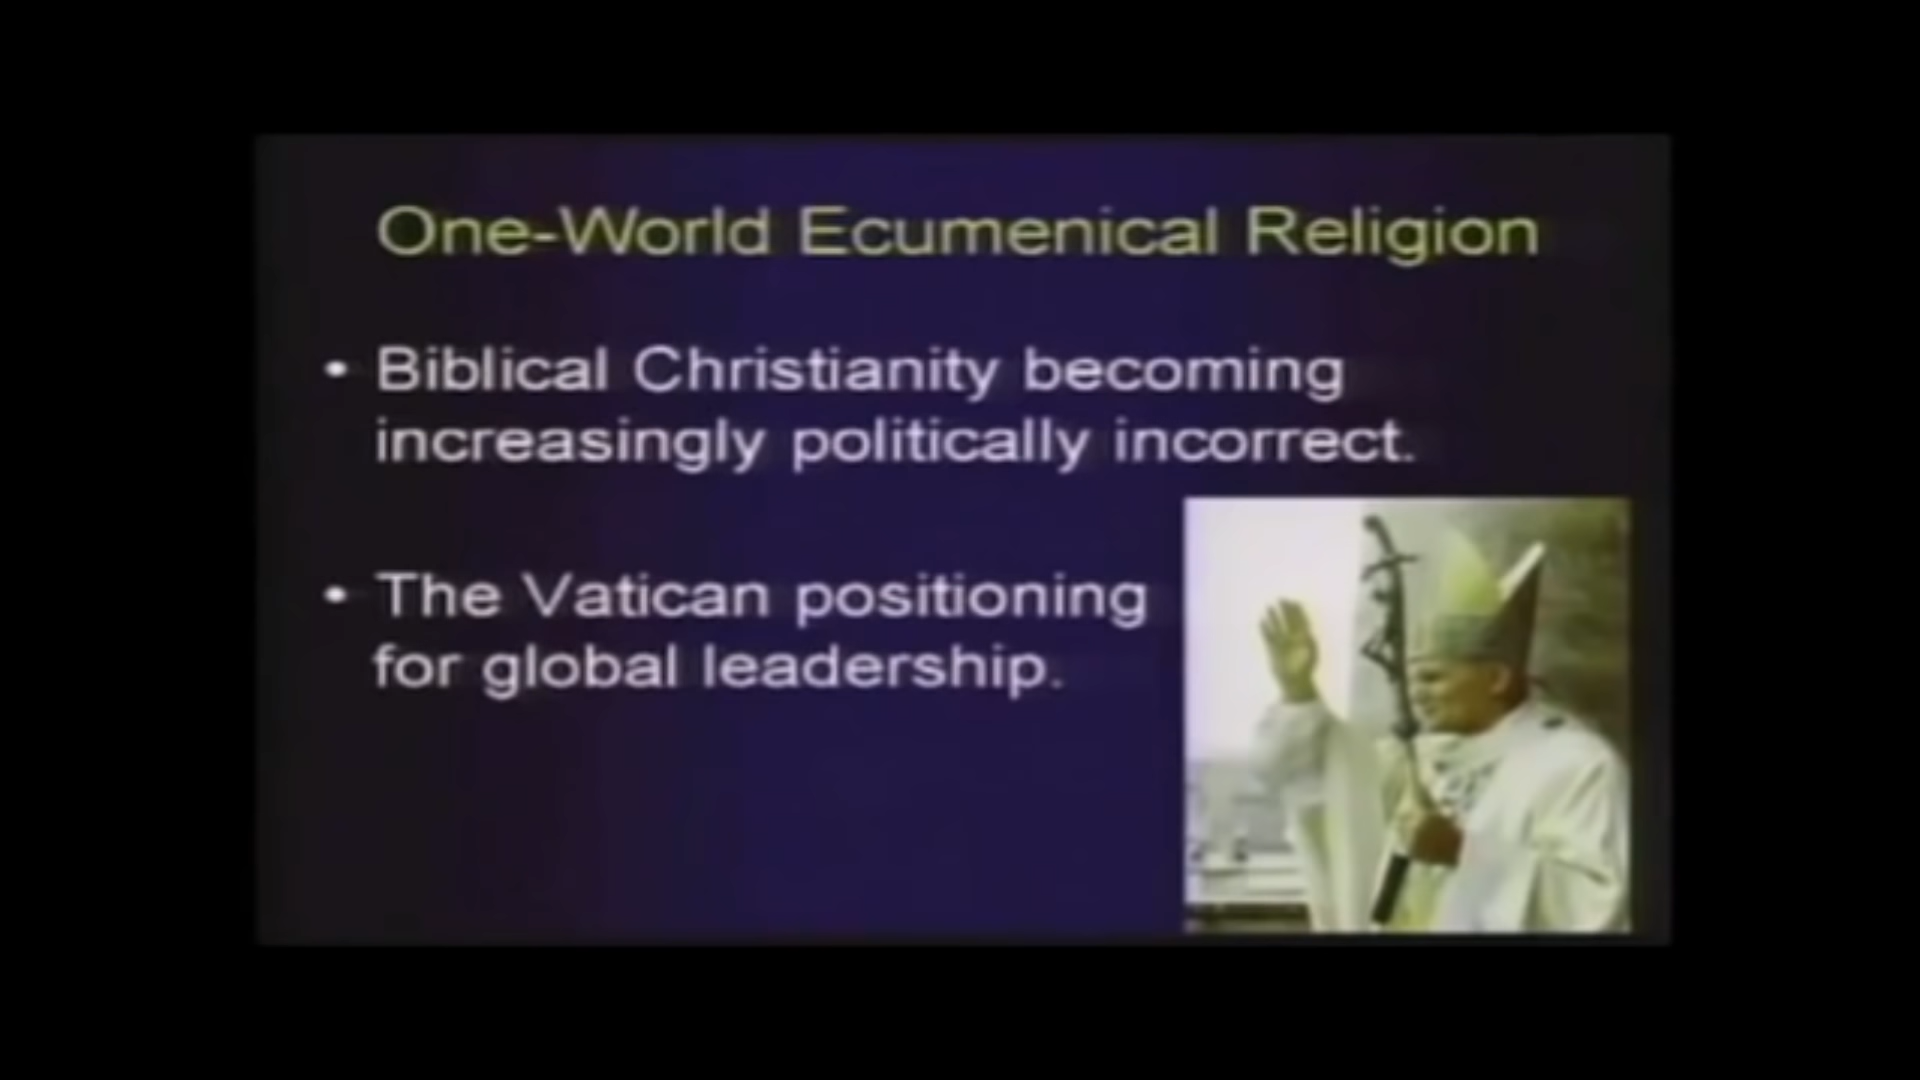 One-World Ecumenical Religion
• Biblical Christianity becoming
increasingly politically incorrect.
• The Vatican positioning
for global leadership.